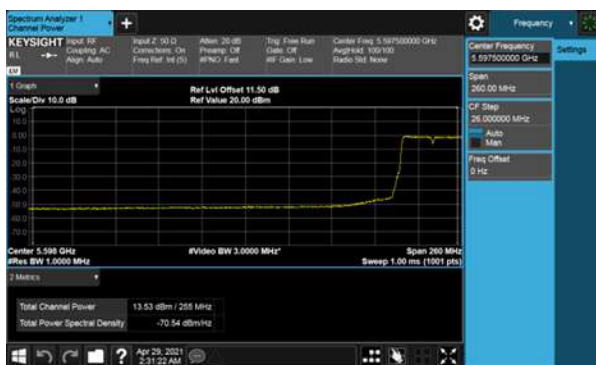 Spectrum Analyzer 1
Channel Power
+
Frequency
KEYSIGHT
Input: RF
Coupling: AC
Align: Auto
Input Z: 50 Ω
Corrections: On
Freq Ref: Int (S)
Atten: 20 dB
Preamp: Off
#PNO: Fast
Trig: Free Run
Gate: Off
#IF Gain: Low
Center Freq: 5.597500000 GHz
Avg|Hold: 100/100
Radio Std: None
RL
LM
Center Frequency
5.597500000 GHz
Settings
Span
260.00 MHz
CF Step
26.000000 MHz
Auto
Man
Freq Offset
0 Hz
1 Graph
Scale/Div 10.0 dB
Ref Lvl Offset 11.50 dB
Ref Value 20.00 dBm
Log
10.0
0.00
Center 5.598 GHz
#Res BW 1.0000 MHz
#Video BW 3.0000 MHz*
Span 260 MHz
Sweep 1.00 ms (1001 pts)
2 Metrics
Total Channel Power
13.53 dBm / 255 MHz
Total Power Spectral Density
-70.54 dBm/Hz
?
Apr 29, 2021
2:31:22 AM